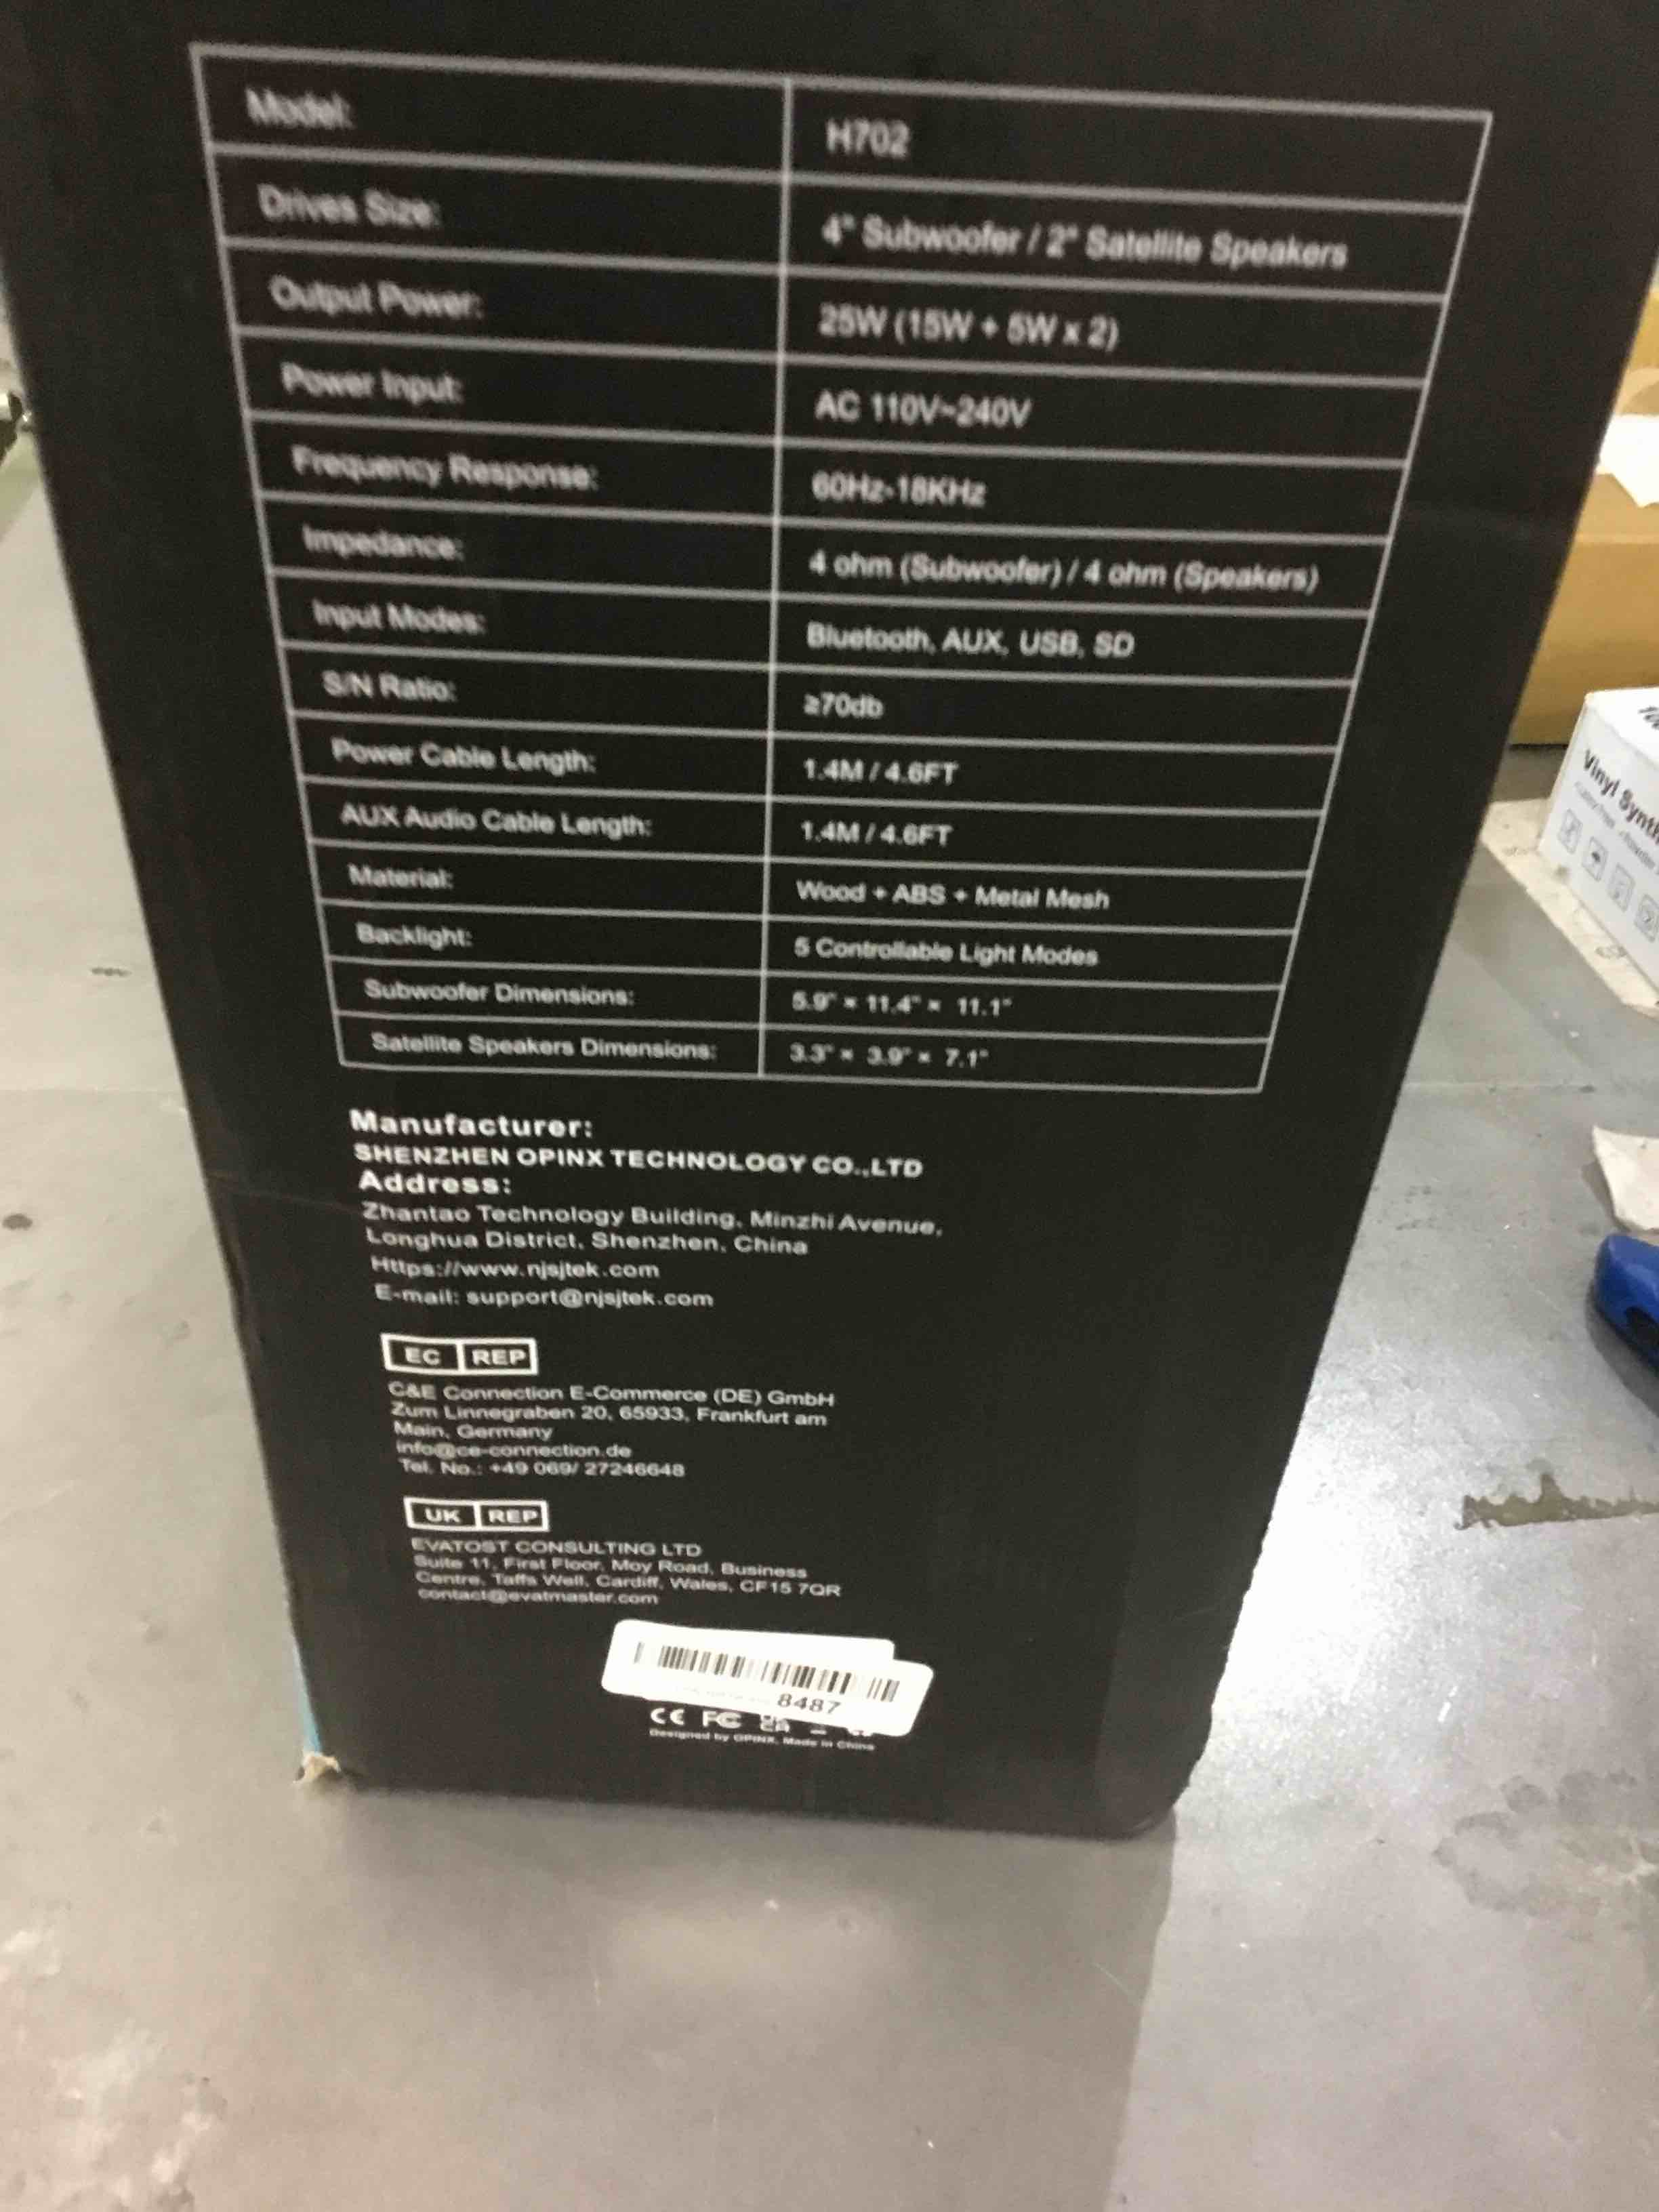 Model: H702
Drives Size: 4" Subwoofer / 2" Satellite Speakers
Output Power: 25W (15W + 5W x 2)
Power Input: AC 110V~240V
Frequency Response: 60Hz-18KHz
Impedance: 4 ohm (Subwoofer) / 4 ohm (Speakers)
Input Modes: Bluetooth, AUX, USB, SD
S/N Ratio: ≥70db
Power Cable Length: 1.4M / 4.6FT
AUX Audio Cable Length: 1.4M / 4.6FT
Material: Wood + ABS + Metal Mesh
Backlight: 5 Controllable Light Modes
Subwoofer Dimensions: 5.9" × 11.4" × 11.1"
Satellite Speakers Dimensions: 3.3" × 3.9" × 7.1"
Manufacturer:
SHENZHEN OPINX TECHNOLOGY CO.,LTD
Address:
Zhantao Technology Building, Minzhi Avenue,
Longhua District, Shenzhen, China
Https://www.njsjtek.com
E-mail: support@njsjtek.com
EC REP
C&E Connection E-Commerce (DE) GmbH
Zum Linnegraben 20, 65933, Frankfurt am
Main, Germany
info@ce-connection.de
Tel. No.: +49 069/ 27246648
UK REP
EVATOST CONSULTING LTD
Suite 11, First Floor, Moy Road, Business
Centre, Taffs Well, Cardiff, Wales, CF15 7QR
contact@evatmaster.com
8487
CE FC
Designed by OPINX, Made in China
Vinyl